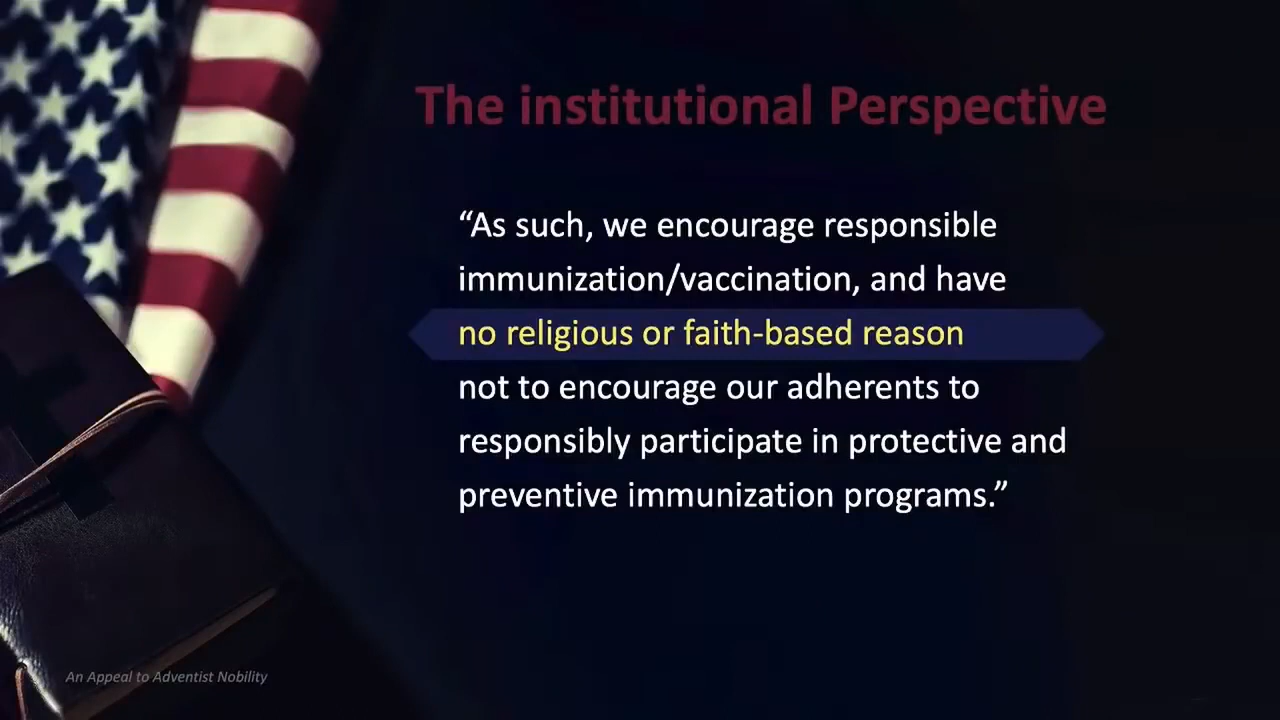 The institutional Perspective
“As such, we encourage responsible
immunization/vaccination, and have
no religious or faith-based reason
not to encourage our adherents to
responsibly participate in protective and
preventive immunization programs.”
An Appeal to Adventist Nobility